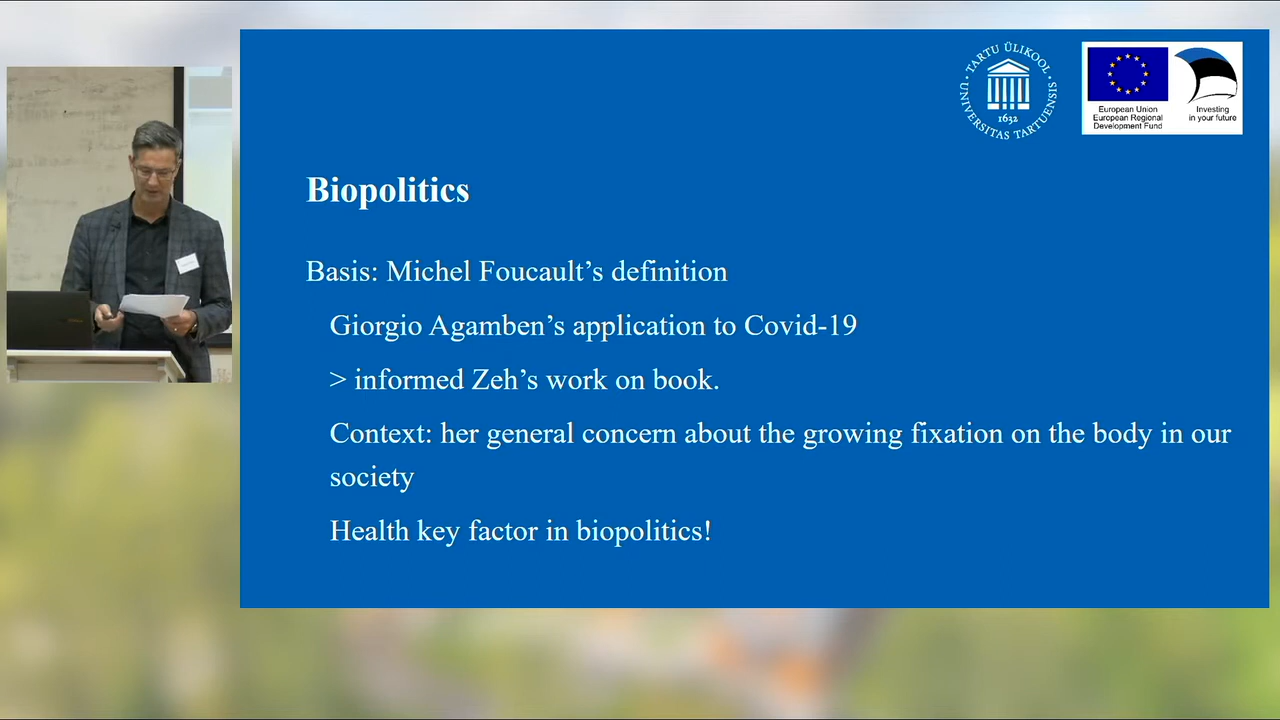 TARTU ÜLIKOOL
UNIVERSITAS TARTUENSIS
1632
European Union
European Regional
Development Fund
Investing
in your future
Biopolitics
Basis: Michel Foucault’s definition
Giorgio Agamben’s application to Covid-19
> informed Zeh’s work on book.
Context: her general concern about the growing fixation on the body in our
society
Health key factor in biopolitics!